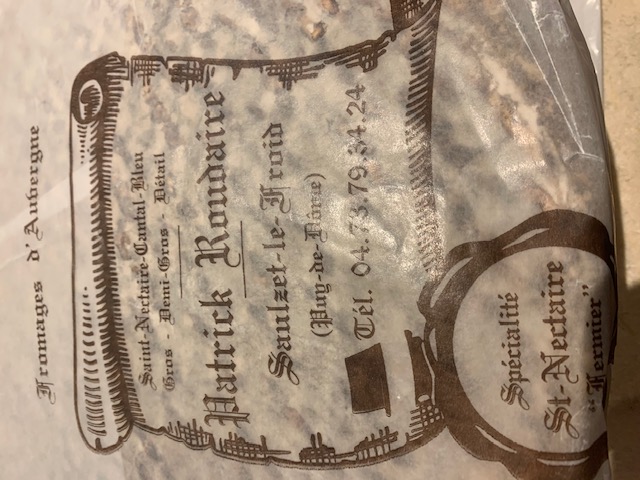 Fromages d'Auvergne
Saint-Nectaire-Cantal-Bleu
Gros - Demi-Gros - Détail
Patrick Roudaire
Saulzet-le-Froid
(Puy-de-Dôme)
Tél. 04.73.79.34.24
Spécialité
St-Nectaire
"Fermier"